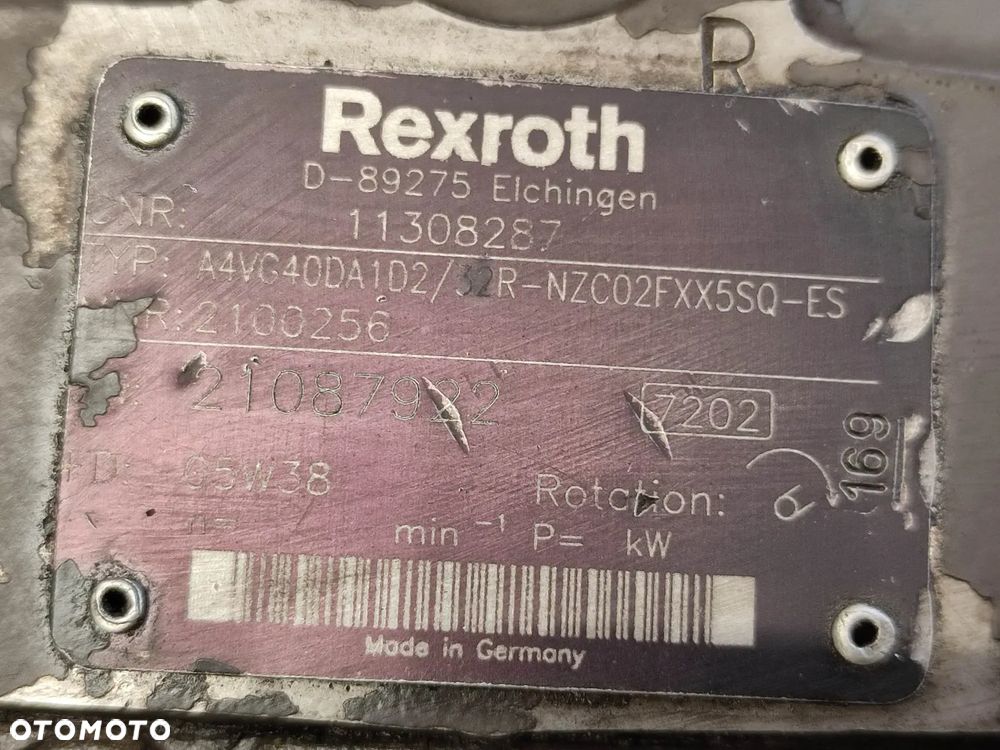 R
Rexroth
D-89275 Elchingen
CNR: 11308287
TYP: A4VG40DA1D2/32R-NZC02FXX5SQ-ES
2100256
21087922 7202
05W38 Rotation:
n= min⁻¹ P= kW
169
Made in Germany
OTOMOTO